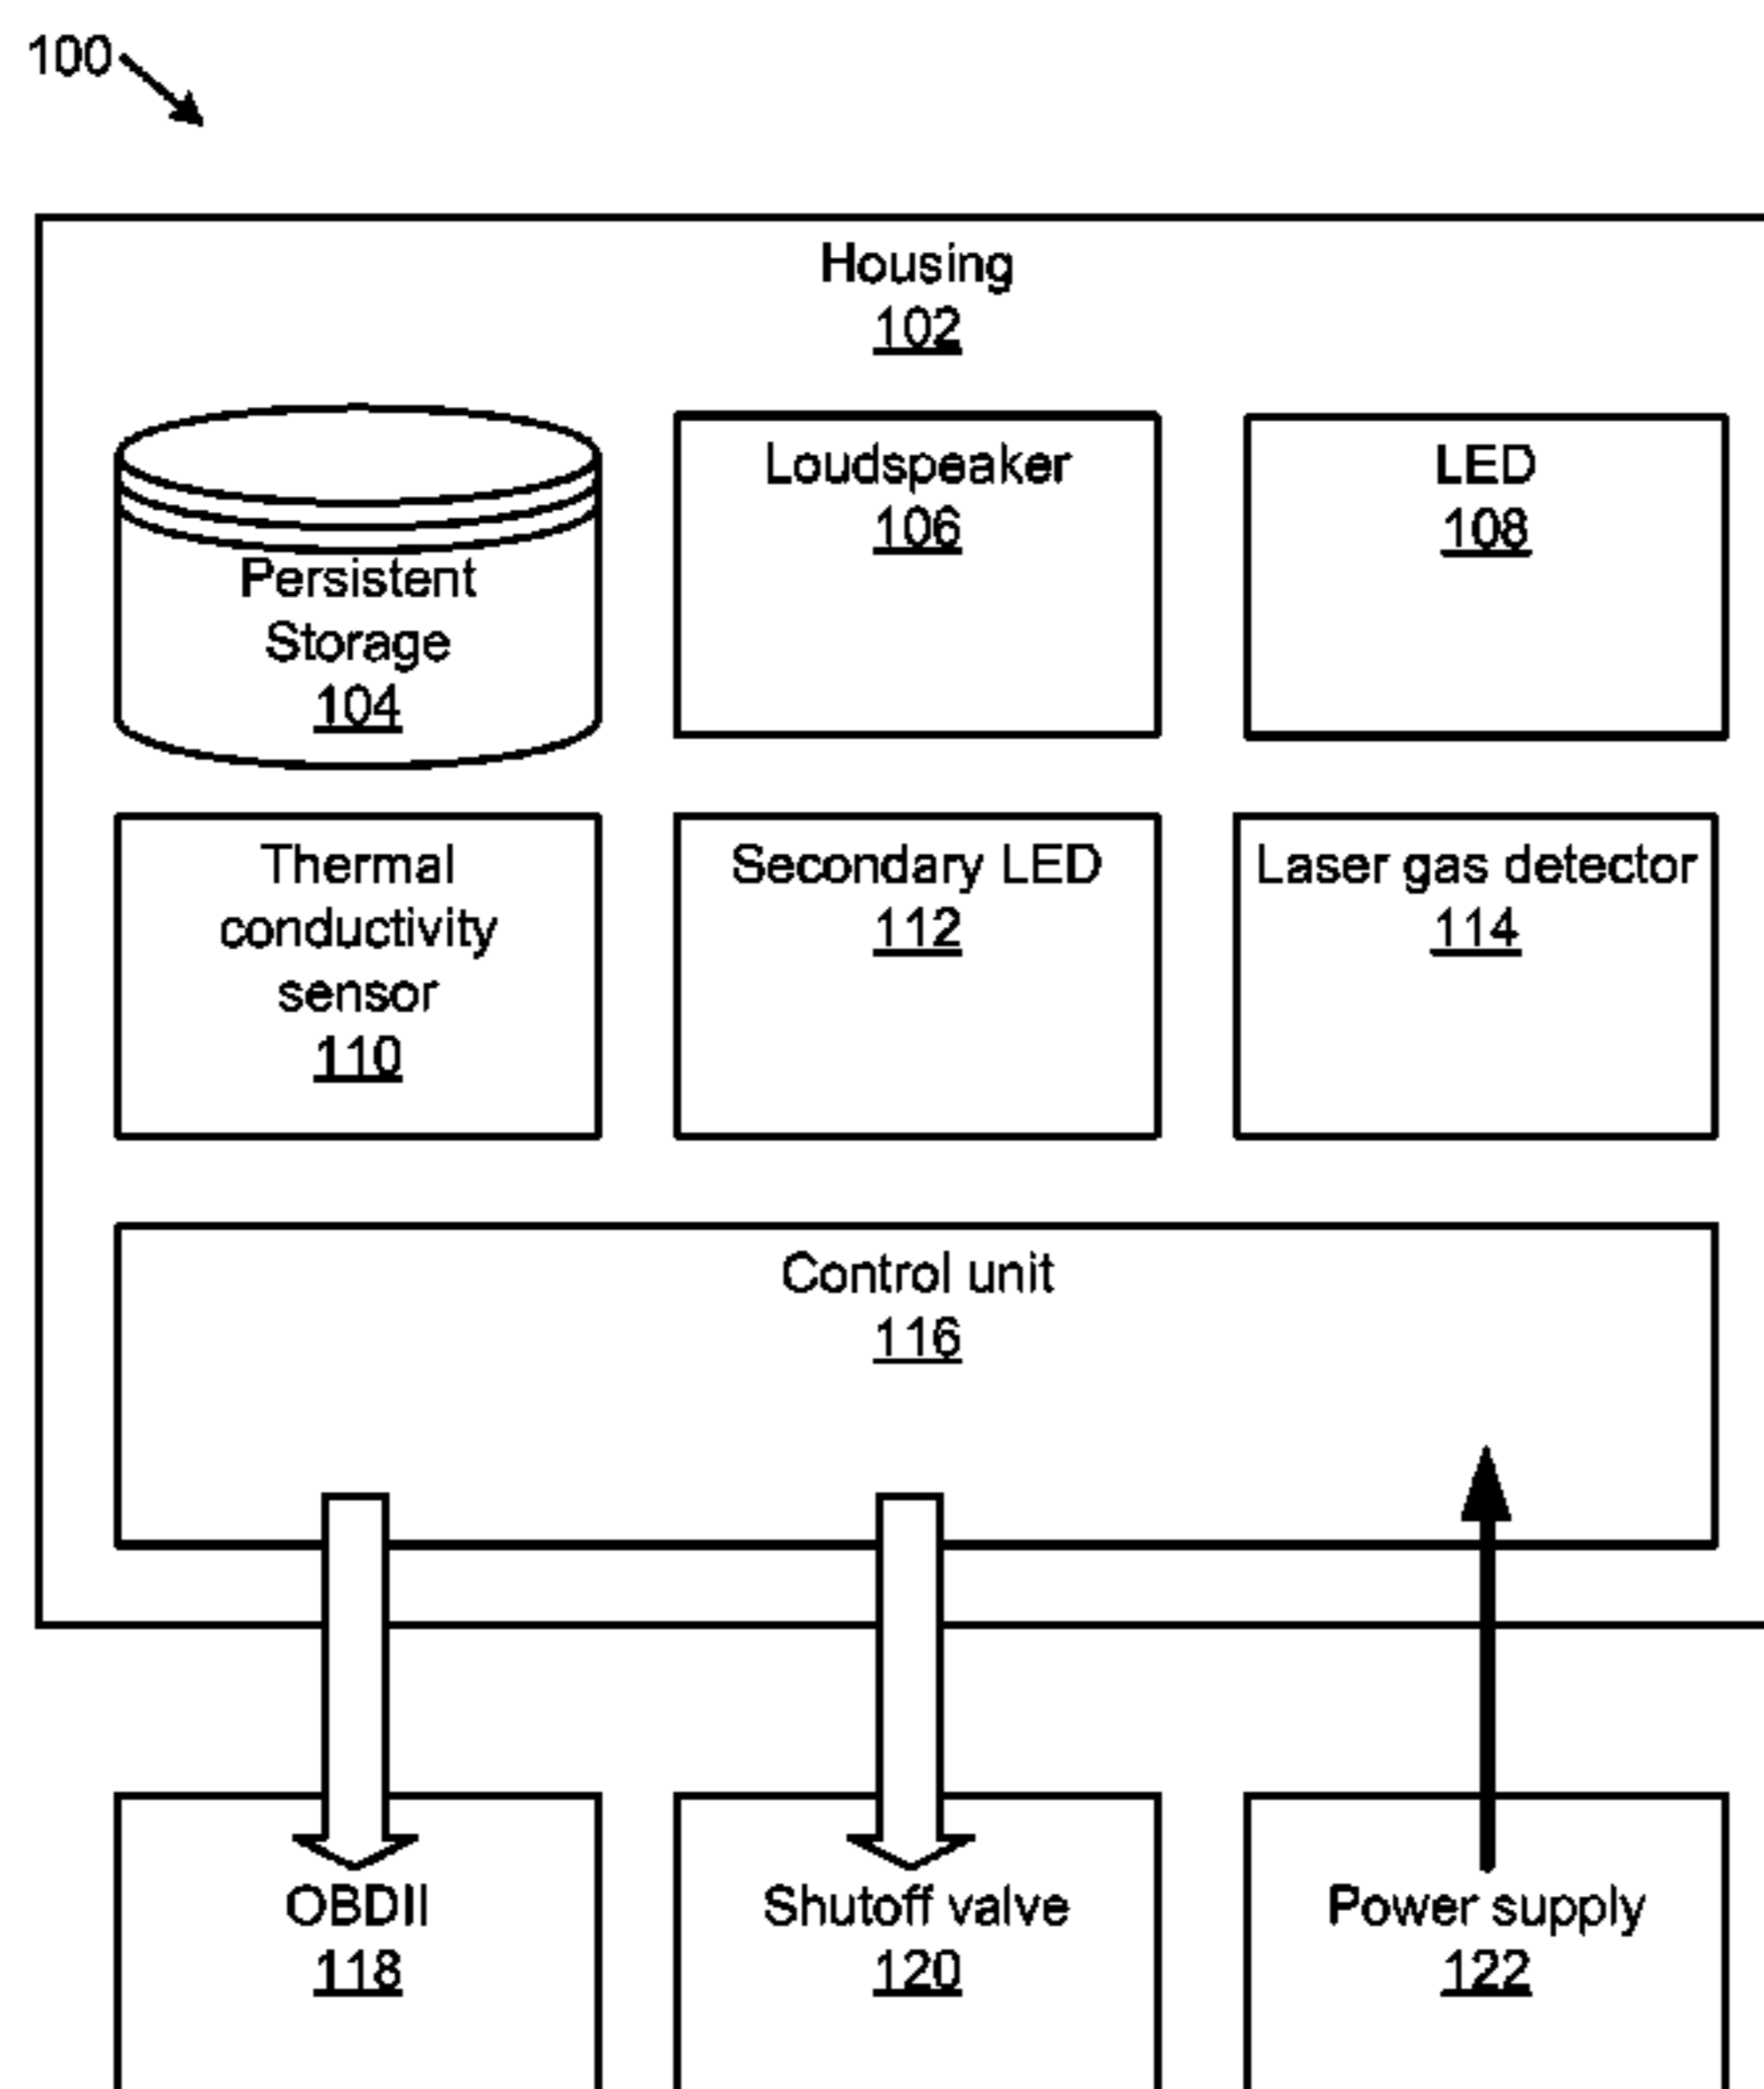 100
Housing
102
Persistent
Storage
104
Loudspeaker
106
LED
108
Thermal
conductivity
sensor
110
Secondary LED
112
Laser gas detector
114
Control unit
116
OBDII
118
Shutoff valve
120
Power supply
122